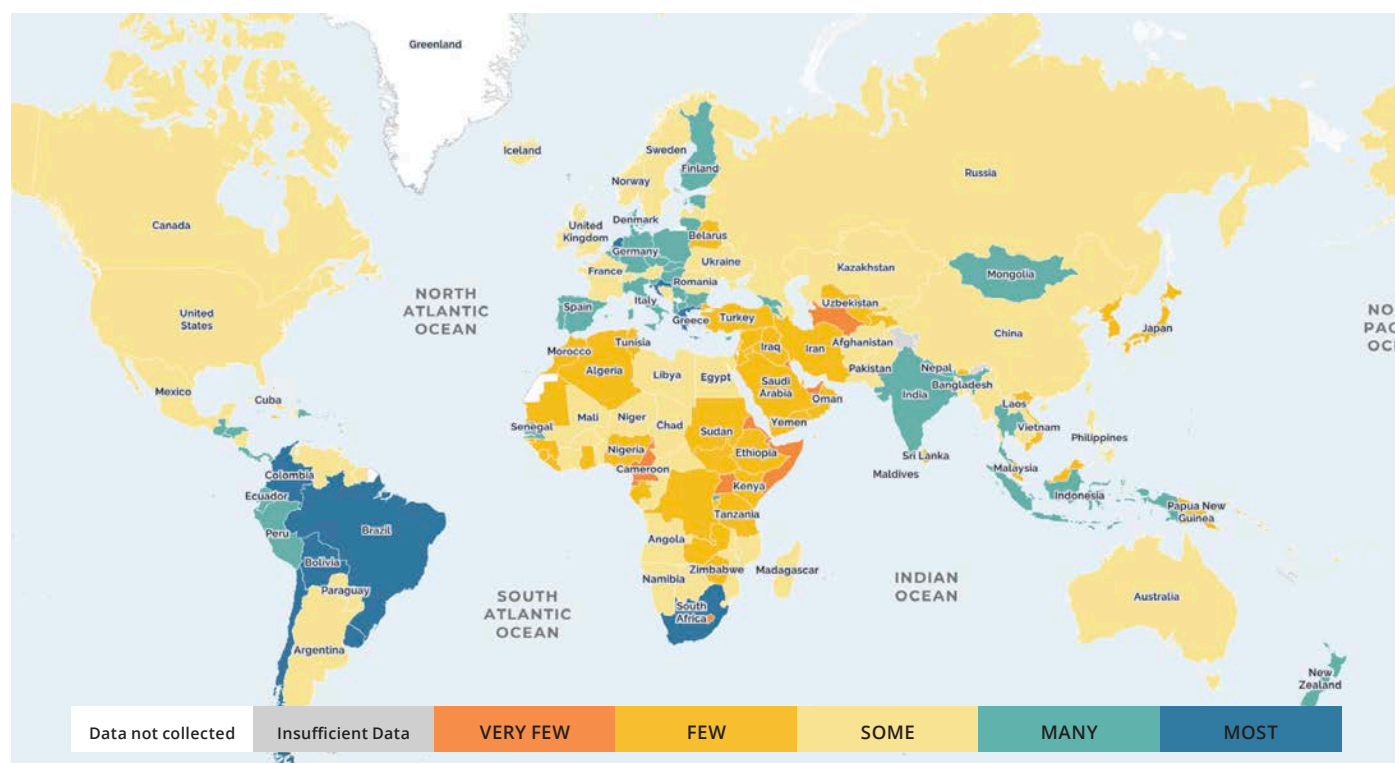 Greenland
Iceland
Sweden
Finland
Norway
Russia
Canada
United
Kingdom
Denmark
Belarus
Germany
Ukraine
Kazakhstan
France
Mongolia
Romania
NORTH
ATLANTIC
OCEAN
Italy
Spain
Uzbekistan
United
States
Greece
Turkey
China
Japan
NO
PAC
OC
Tunisia
Morocco
Iraq
Iran
Afghanistan
Algeria
Libya
Egypt
Pakistan
Nepal
Saudi
Arabia
Bangladesh
Mexico
Cuba
India
Oman
Laos
Mali
Niger
Chad
Senegal
Sudan
Yemen
Vietnam
Philippines
Nigeria
Ethiopia
Sri Lanka
Cameroon
Maldives
Malaysia
Colombia
Kenya
Ecuador
Indonesia
Papua New
Guinea
Tanzania
Peru
Brazil
Angola
Bolivia
Zimbabwe
Madagascar
Namibia
INDIAN
OCEAN
Paraguay
SOUTH
ATLANTIC
OCEAN
South
Africa
Australia
Argentina
New
Zealand
Data not collected
Insufficient Data
VERY FEW
FEW
SOME
MANY
MOST